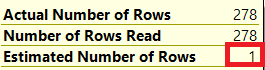 Actual Number of Rows 278
Number of Rows Read 278
Estimated Number of Rows 1